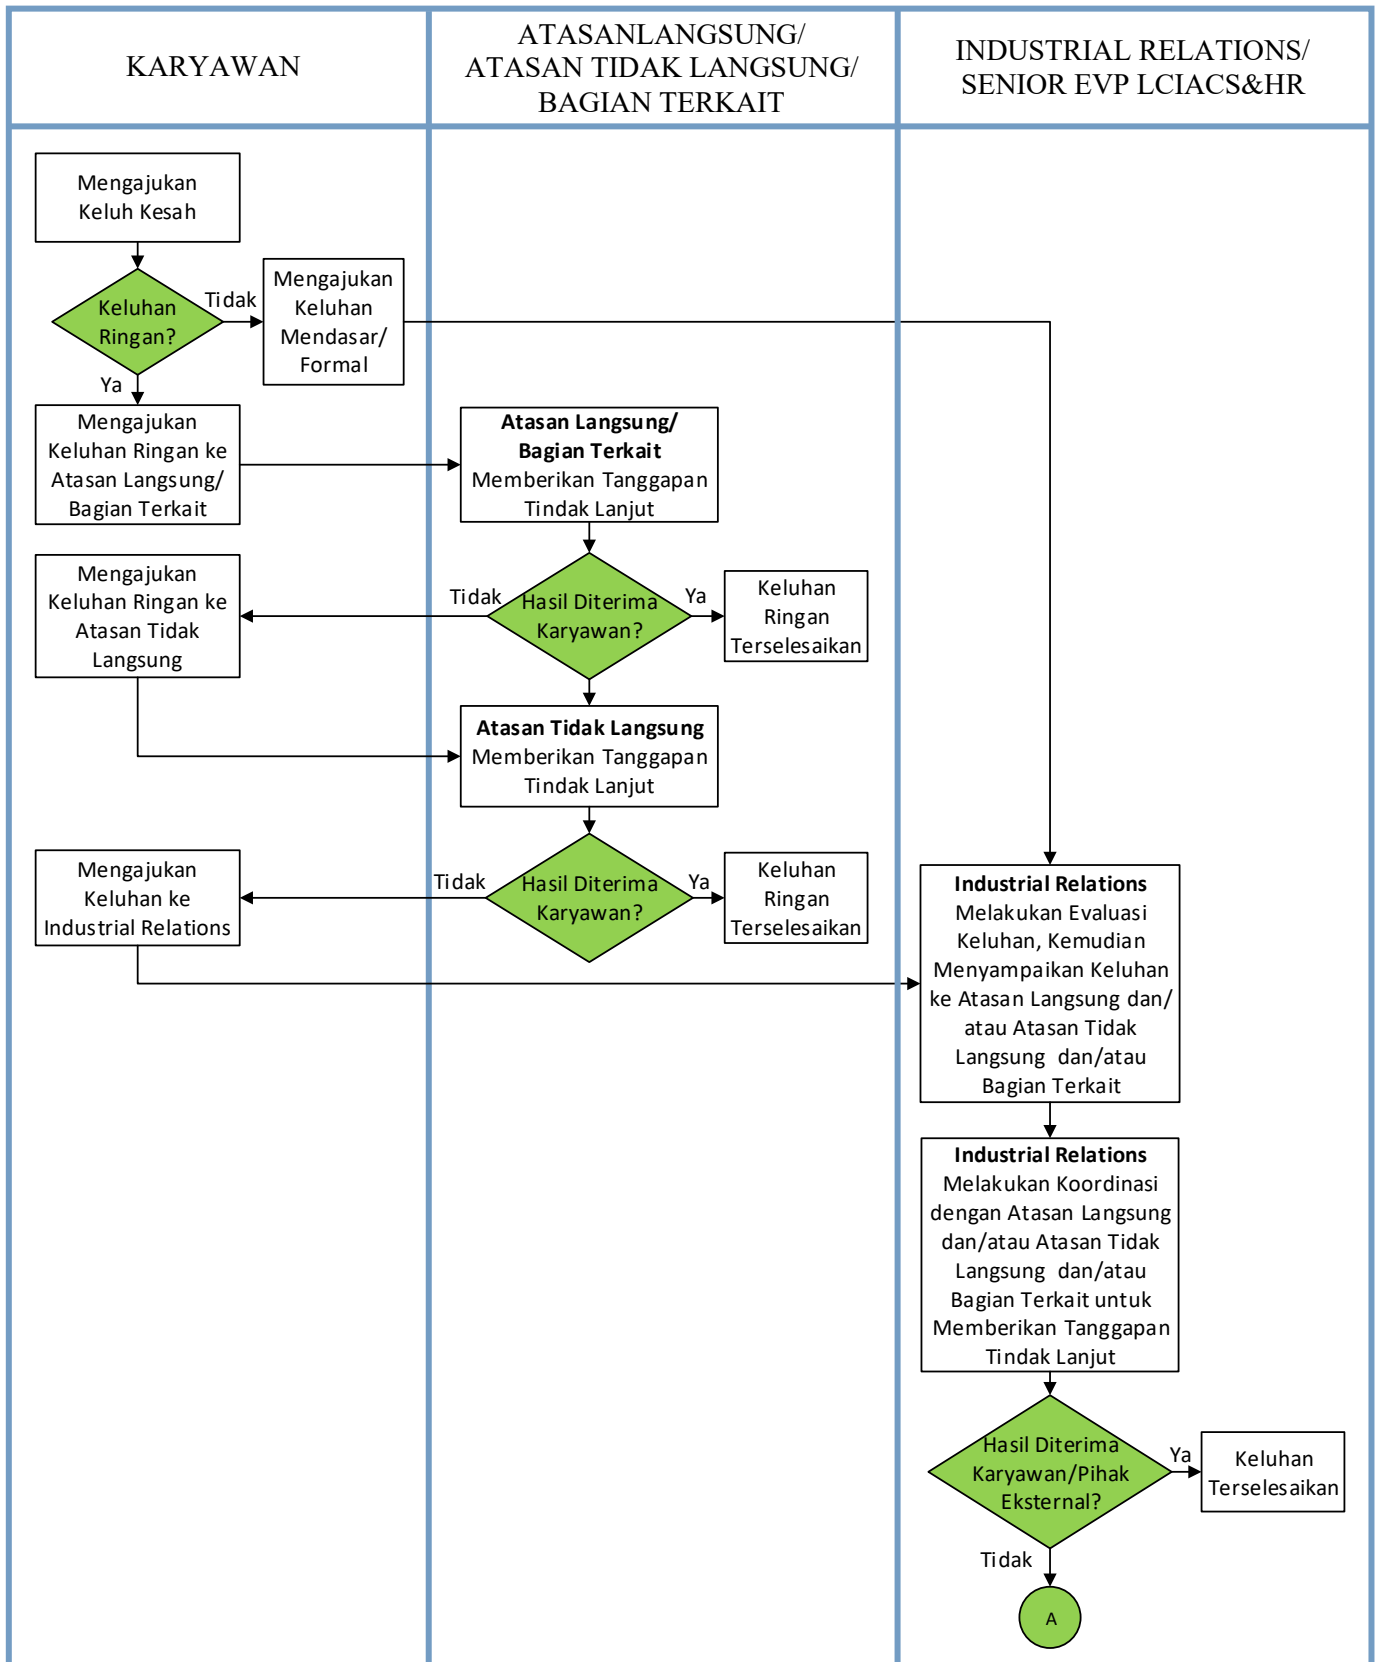 KARYAWAN
ATASANLANGSUNG/
ATASAN TIDAK LANGSUNG/
BAGIAN TERKAIT
INDUSTRIAL RELATIONS/
SENIOR EVP LCIACS&HR
Mengajukan
Keluh Kesah
Keluhan
Ringan?
Tidak
Mengajukan
Keluhan
Mendasar/
Formal
Ya
Mengajukan
Keluhan Ringan ke
Atasan Langsung/
Bagian Terkait
Atasan Langsung/
Bagian Terkait
Memberikan Tanggapan
Tindak Lanjut
Mengajukan
Keluhan Ringan ke
Atasan Tidak
Langsung
Tidak
Hasil Diterima
Karyawan?
Ya
Keluhan
Ringan
Terselesaikan
Atasan Tidak Langsung
Memberikan Tanggapan
Tindak Lanjut
Mengajukan
Keluhan ke
Industrial Relations
Tidak
Hasil Diterima
Karyawan?
Ya
Keluhan
Ringan
Terselesaikan
Industrial Relations
Melakukan Evaluasi
Keluhan, Kemudian
Menyampaikan Keluhan
ke Atasan Langsung dan/
atau Atasan Tidak
Langsung dan/atau
Bagian Terkait
Industrial Relations
Melakukan Koordinasi
dengan Atasan Langsung
dan/atau Atasan Tidak
Langsung dan/atau
Bagian Terkait untuk
Memberikan Tanggapan
Tindak Lanjut
Hasil Diterima
Karyawan/Pihak
Eksternal?
Ya
Keluhan
Terselesaikan
Tidak
A